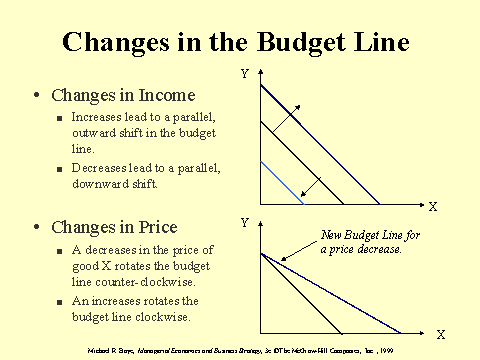 Changes in the Budget Line
• Changes in Income
■ Increases lead to a parallel,
outward shift in the budget
line.
■ Decreases lead to a parallel,
downward shift.
Y
X
• Changes in Price
■ A decreases in the price of
good X rotates the budget
line counter-clockwise.
■ An increases rotates the
budget line clockwise.
Y
New Budget Line for
a price decrease.
X
Michael R. Baye, Managerial Economics and Business Strategy, 3e. ©The McGraw-Hill Companies, Inc., 1999